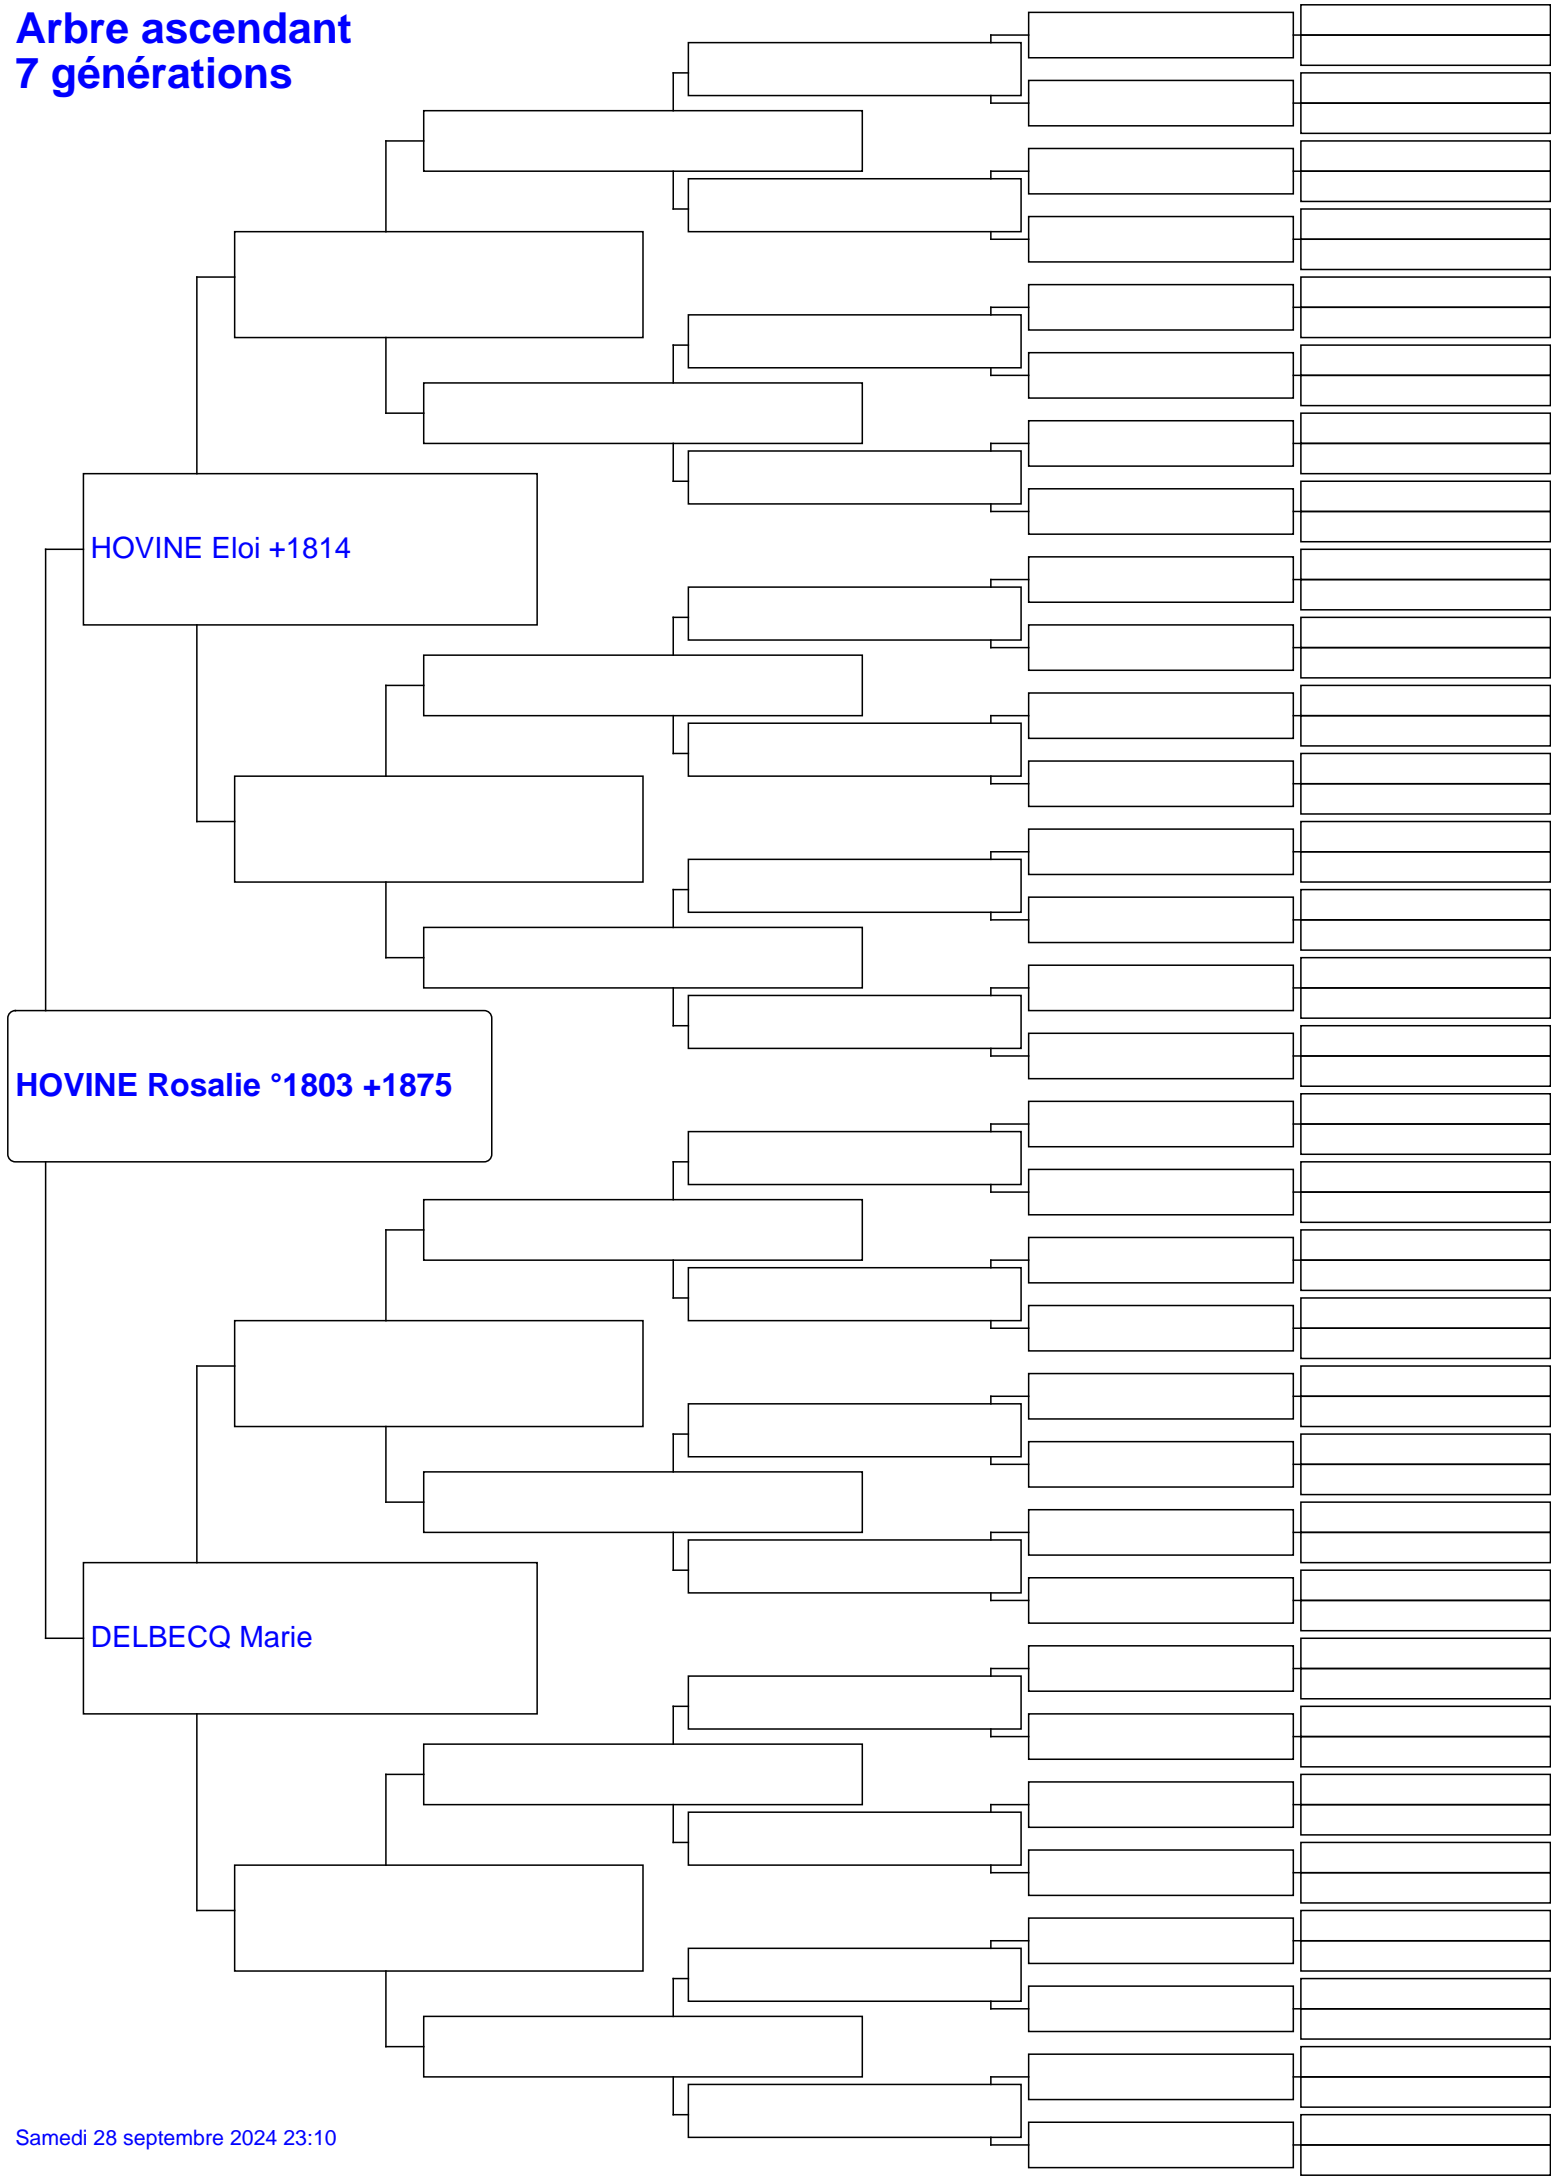 Arbre ascendant
7 générations
HOVINE Eloi +1814
HOVINE Rosalie °1803 +1875
DELBECQ Marie
Samedi 28 septembre 2024 23:10